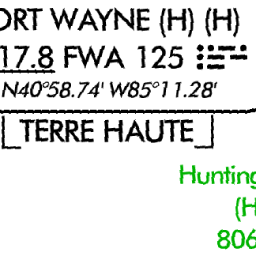 ORT WAYNE (H) (H)
17.8 FWA 125
N40°58.74' W85°11.28'
TERRE HAUTE
Hunting
(H
806